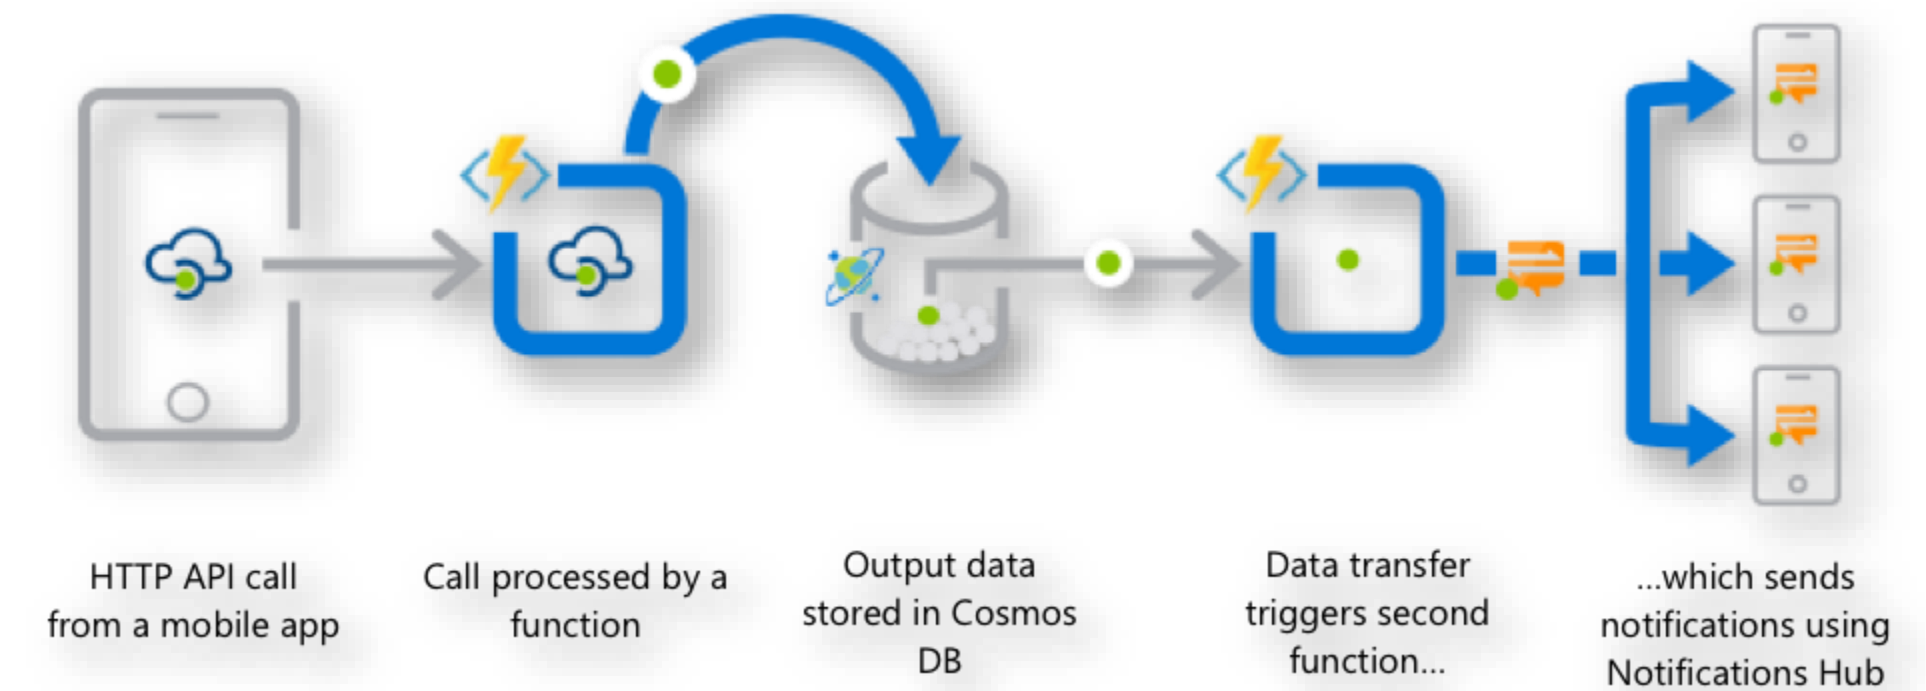 HTTP API call
from a mobile app
Call processed by a
function
Output data
stored in Cosmos
DB
Data transfer
triggers second
function...
...which sends
notifications using
Notifications Hub